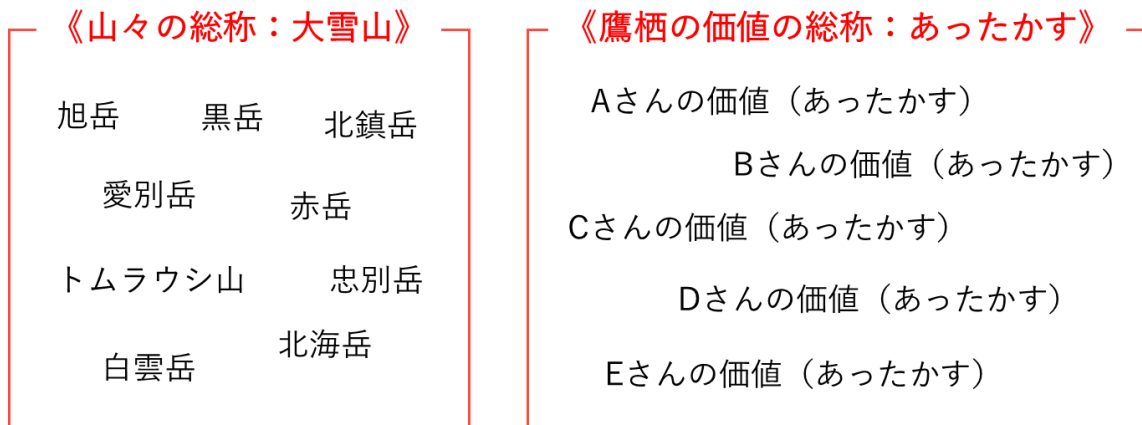 《山々の総称：大雪山》
旭岳 黒岳 北鎮岳
愛別岳 赤岳
トムラウシ山 忠別岳
白雲岳 北海岳
《鷹栖の価値の総称：あったかす》
Aさんの価値（あったかす）
Bさんの価値（あったかす）
Cさんの価値（あったかす）
Dさんの価値（あったかす）
Eさんの価値（あったかす）